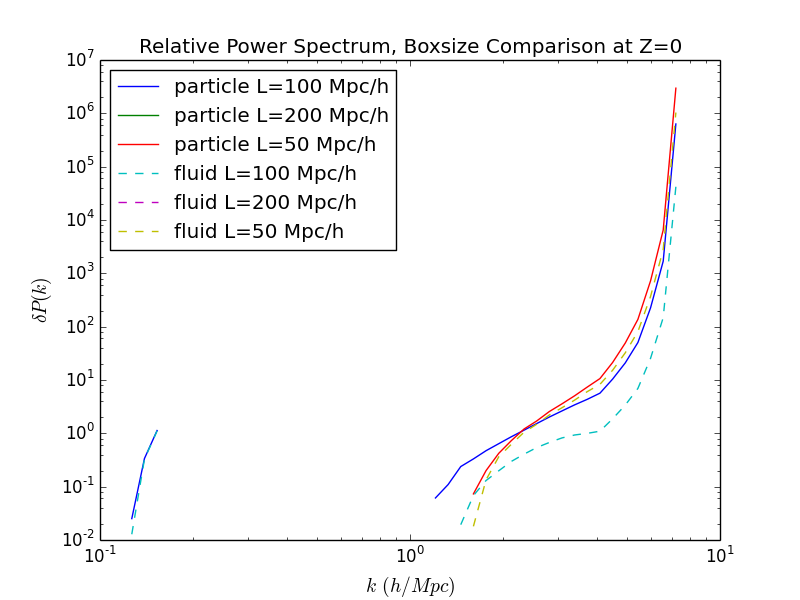 Relative Power Spectrum, Boxsize Comparison at Z=0
10^7
10^6
10^5
10^4
10^3
10^2
10^1
10^0
10^-1
10^-2
δP(k)
particle L=100 Mpc/h
particle L=200 Mpc/h
particle L=50 Mpc/h
fluid L=100 Mpc/h
fluid L=200 Mpc/h
fluid L=50 Mpc/h
10^-1 10^0 10^1
k (h/Mpc)